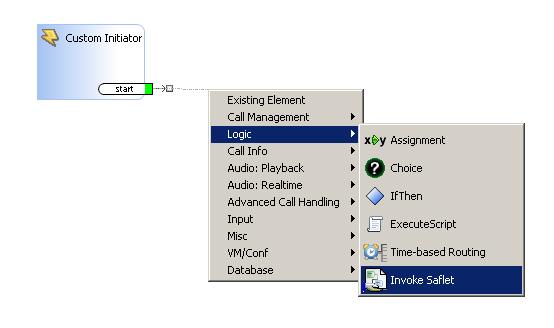 Custom Initiator
start
Existing Element
Call Management
Logic
Call Info
Audio: Playback
Audio: Realtime
Advanced Call Handling
Input
Misc
VM/Conf
Database
x y Assignment
? Choice
IfThen
ExecuteScript
Time-based Routing
Invoke Saflet